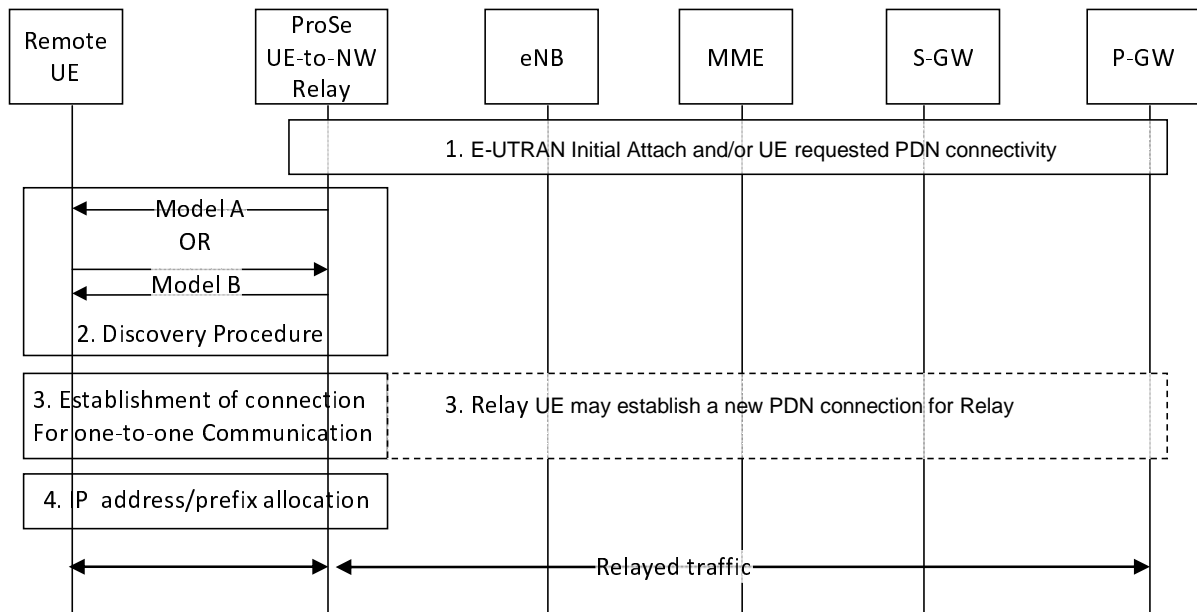 Remote
UE
ProSe
UE-to-NW
Relay
eNB
MME
S-GW
P-GW
1. E-UTRAN Initial Attach and/or UE requested PDN connectivity
Model A
OR
Model B
2. Discovery Procedure
3. Establishment of connection
For one-to-one Communication
3. Relay UE may establish a new PDN connection for Relay
4. IP address/prefix allocation
Relayed traffic